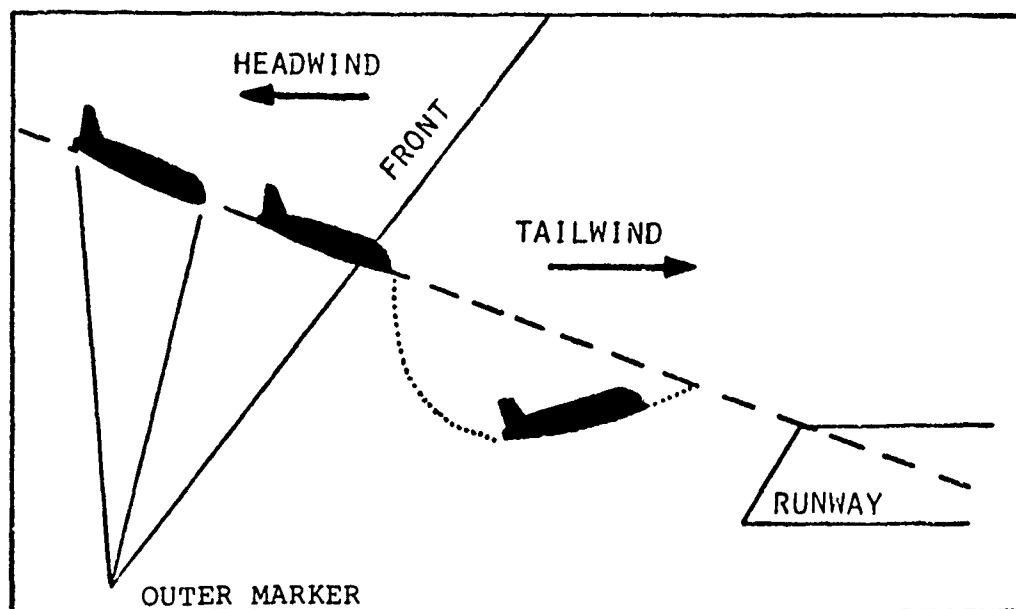 HEADWIND
FRONT
TAILWIND
RUNWAY
OUTER MARKER